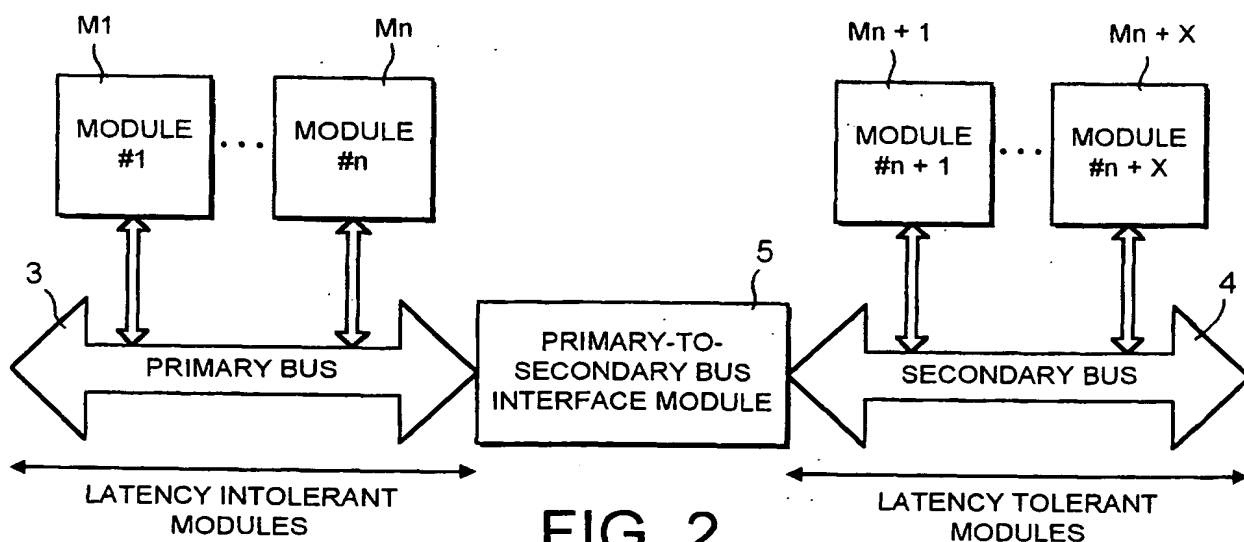 M1
Mn
Mn + 1
Mn + X
MODULE
#1
MODULE
#n
MODULE
#n + 1
MODULE
#n + X
3
5
4
PRIMARY BUS
PRIMARY-TO-
SECONDARY BUS
INTERFACE MODULE
SECONDARY BUS
LATENCY INTOLERANT
MODULES
LATENCY TOLERANT
MODULES
FIG. 2